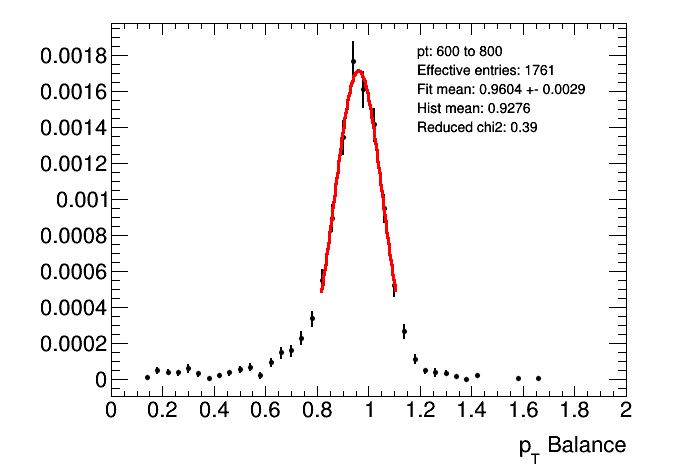 pt: 600 to 800
Effective entries: 1761
Fit mean: 0.9604 +- 0.0029
Hist mean: 0.9276
Reduced chi2: 0.39
0.0018
0.0016
0.0014
0.0012
0.001
0.0008
0.0006
0.0004
0.0002
0
0 0.2 0.4 0.6 0.8 1 1.2 1.4 1.6 1.8 2
p_T Balance